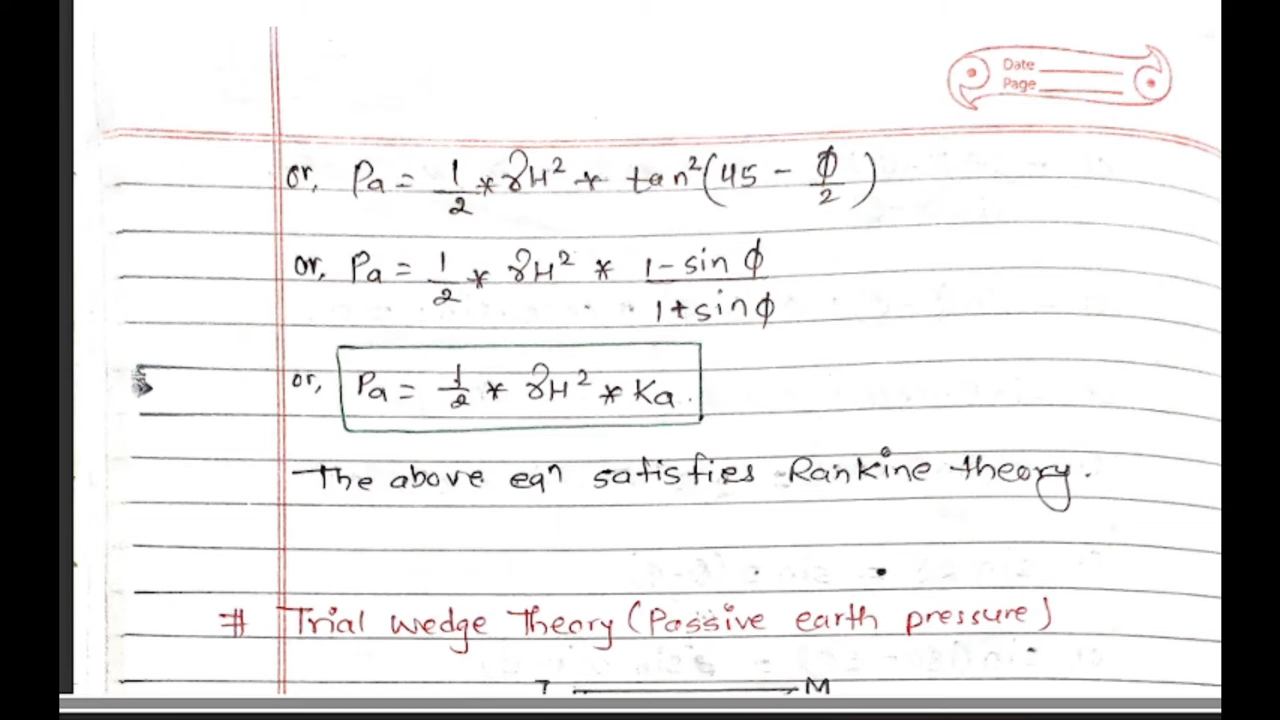 Date
Page
or, Pa = 1/2 * γH² * tan²(45 - φ/2)
or, Pa = 1/2 * γH² * (1 - sin φ)/(1 + sin φ)
or, Pa = 1/2 * γH² * Ka.
The above eqn satisfies Rankine theory.
# Trial wedge Theory (Passive earth pressure)
T M